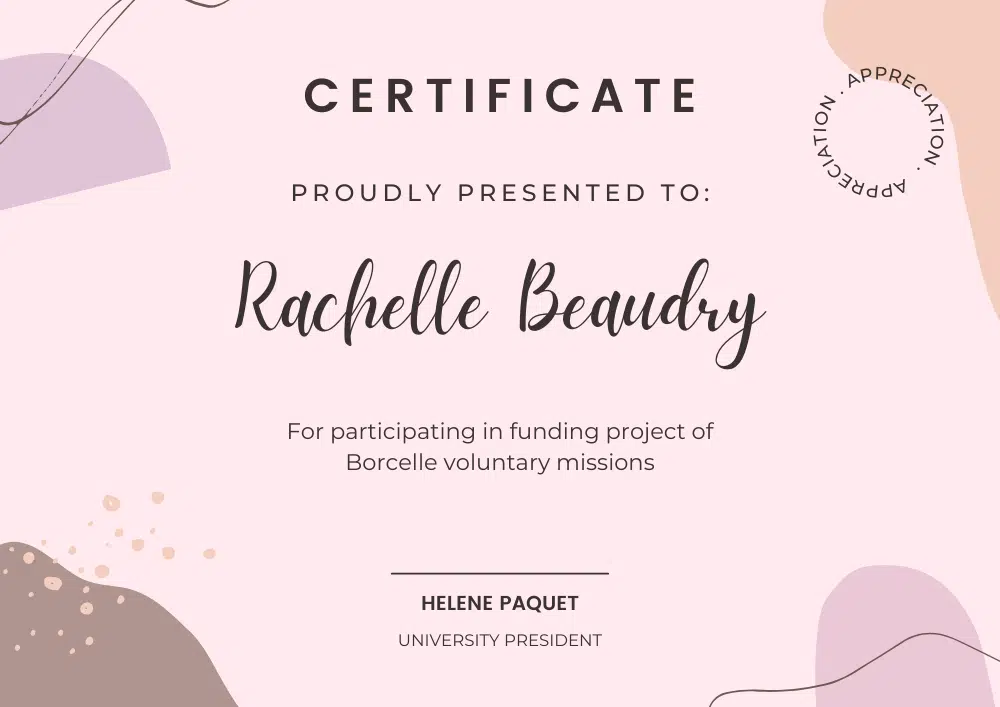 CERTIFICATE
APPRECIATION . APPRECIATION . APPRECIATION .
PROUDLY PRESENTED TO:
Rachelle Beaudry
For participating in funding project of
Borcelle voluntary missions
HELENE PAQUET
UNIVERSITY PRESIDENT